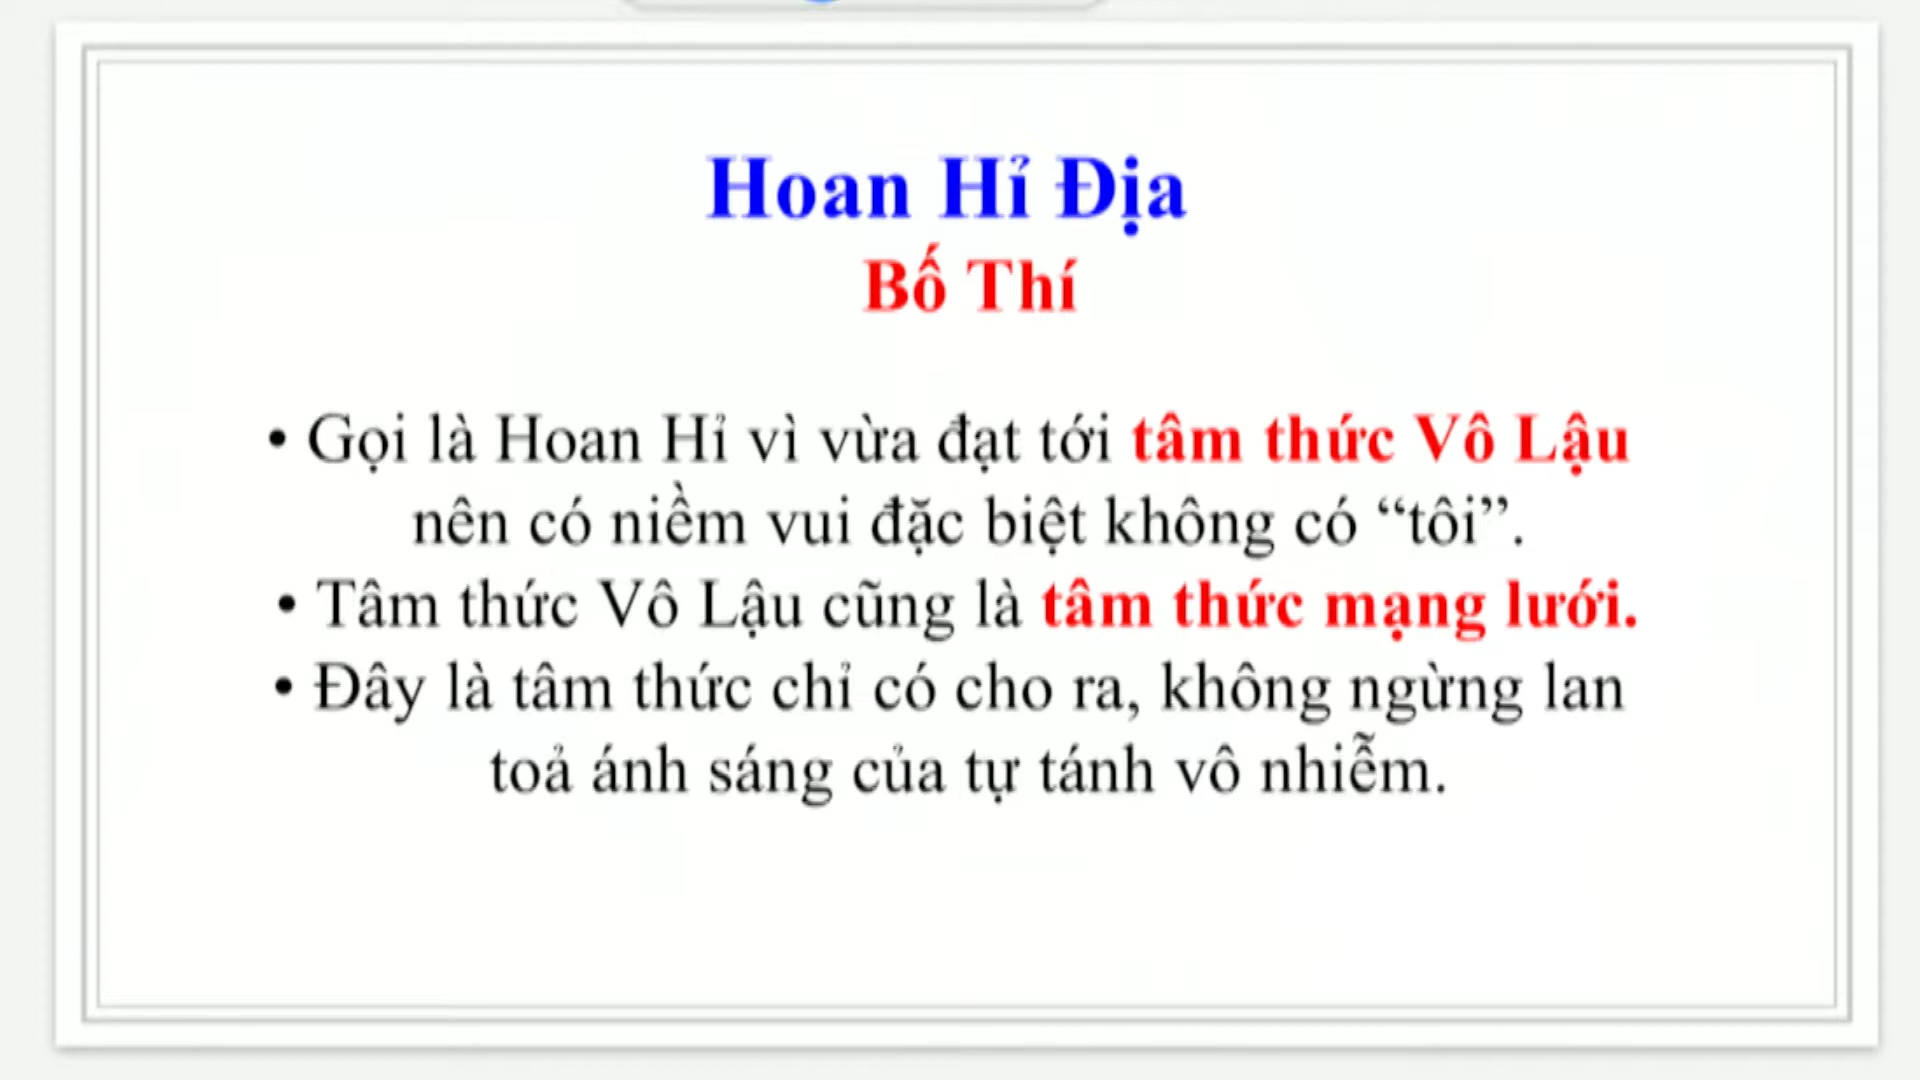 Hoan Hỉ Địa
Bố Thí
• Gọi là Hoan Hỉ vì vừa đạt tới tâm thức Vô Lậu
nên có niềm vui đặc biệt không có “tôi”.
• Tâm thức Vô Lậu cũng là tâm thức mạng lưới.
• Đây là tâm thức chỉ có cho ra, không ngừng lan
toả ánh sáng của tự tánh vô nhiễm.